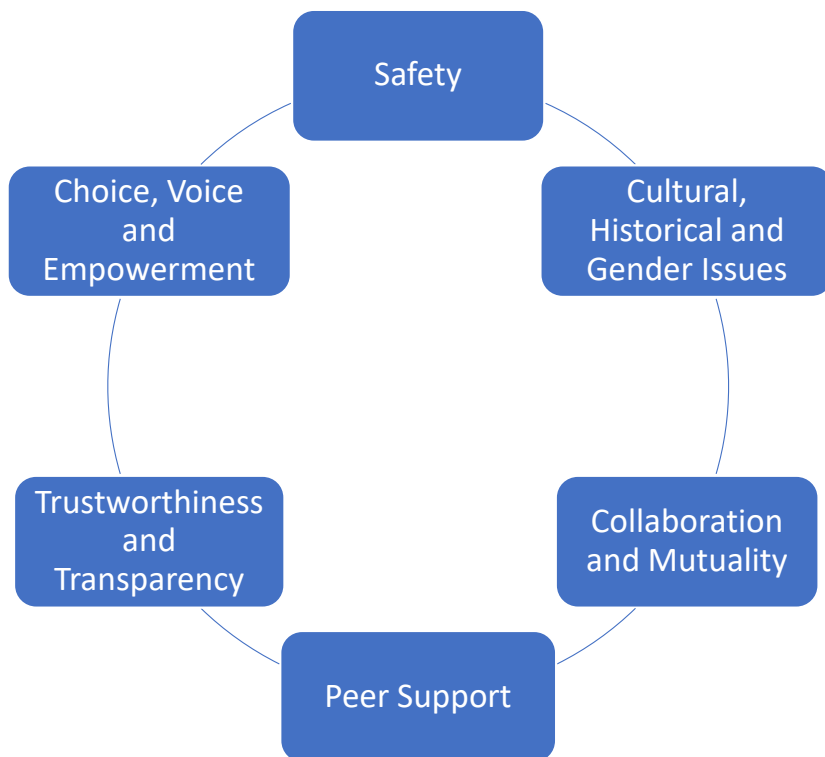 Safety
Cultural,
Historical and
Gender Issues
Collaboration
and Mutuality
Peer Support
Trustworthiness
and
Transparency
Choice, Voice
and
Empowerment